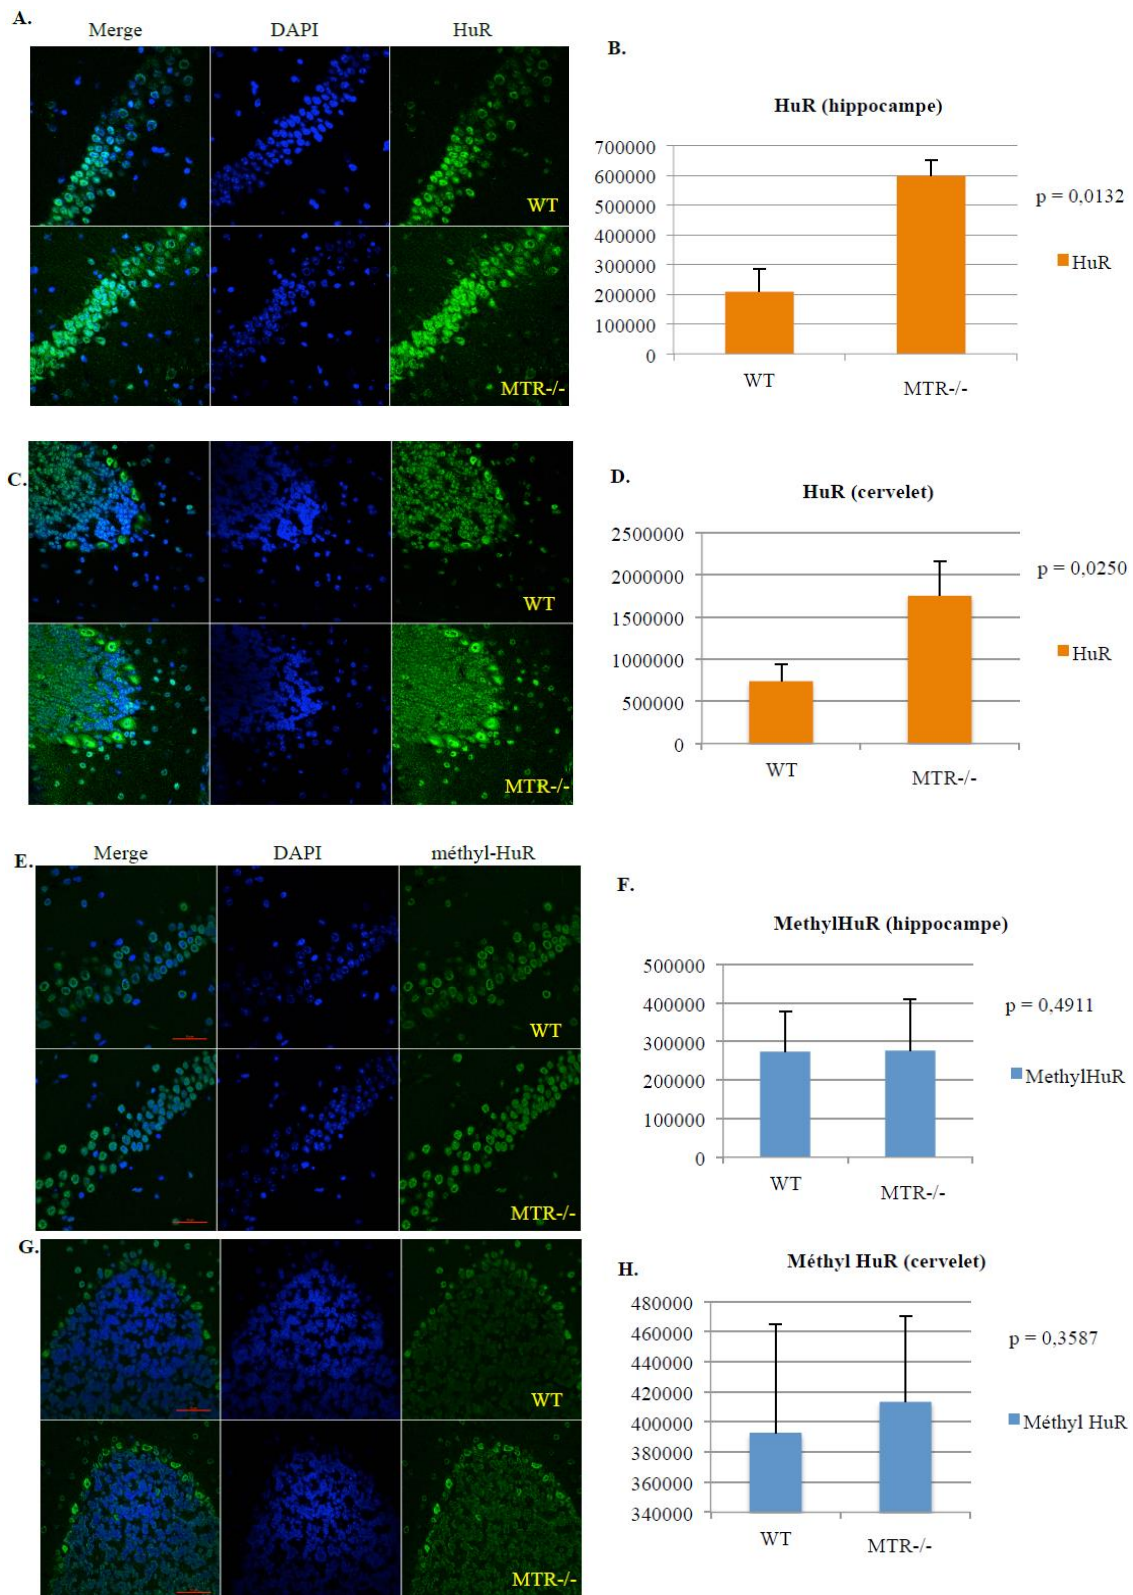 A.
Merge DAPI HuR
WT
MTR-/-
B.
HuR (hippocampe)
700000
600000
500000
400000
300000
200000
100000
0
WT MTR-/-
p = 0,0132
HuR
C.
WT
MTR-/-
D.
HuR (cervelet)
2500000
2000000
1500000
1000000
500000
0
WT MTR-/-
p = 0,0250
HuR
E.
Merge DAPI méthyl-HuR
WT
MTR-/-
F.
MethylHuR (hippocampe)
500000
400000
300000
200000
100000
0
WT MTR-/-
p = 0,4911
MethylHuR
G.
WT
MTR-/-
H.
Méthyl HuR (cervelet)
480000
460000
440000
420000
400000
380000
360000
340000
WT MTR-/-
p = 0,3587
Méthyl HuR